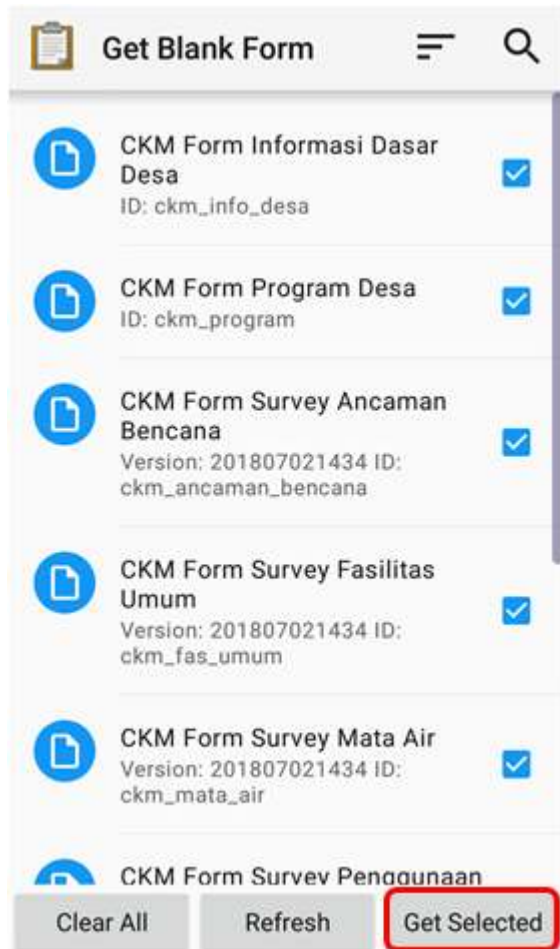 Get Blank Form
CKM Form Informasi Dasar
Desa
ID: ckm_info_desa
CKM Form Program Desa
ID: ckm_program
CKM Form Survey Ancaman
Bencana
Version: 201807021434 ID:
ckm_ancaman_bencana
CKM Form Survey Fasilitas
Umum
Version: 201807021434 ID:
ckm_fas_umum
CKM Form Survey Mata Air
Version: 201807021434 ID:
ckm_mata_air
CKM Form Survey Penggunaan
Clear All
Refresh
Get Selected